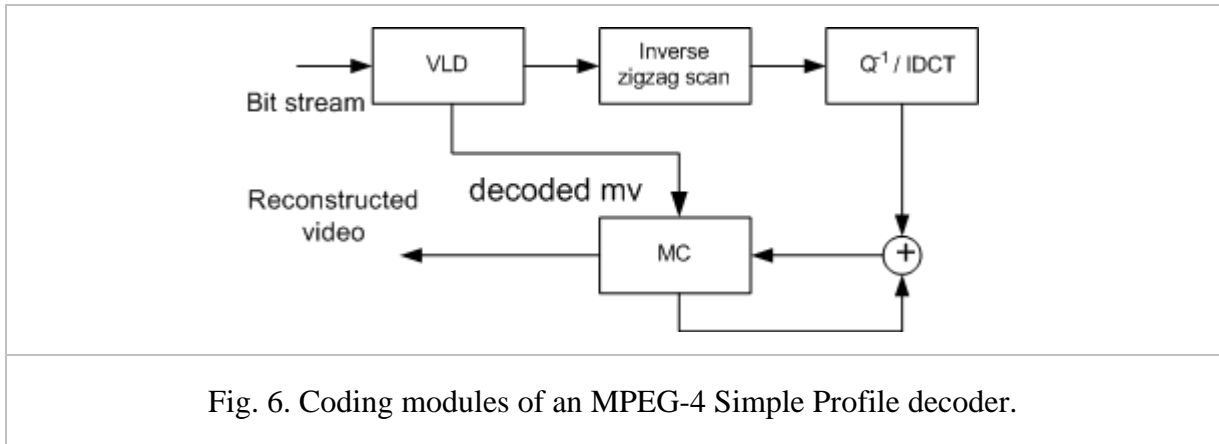 VLD
Inverse
zigzag scan
Q⁻¹ / IDCT
Bit stream
decoded mv
Reconstructed
video
MC
+
Fig. 6. Coding modules of an MPEG-4 Simple Profile decoder.